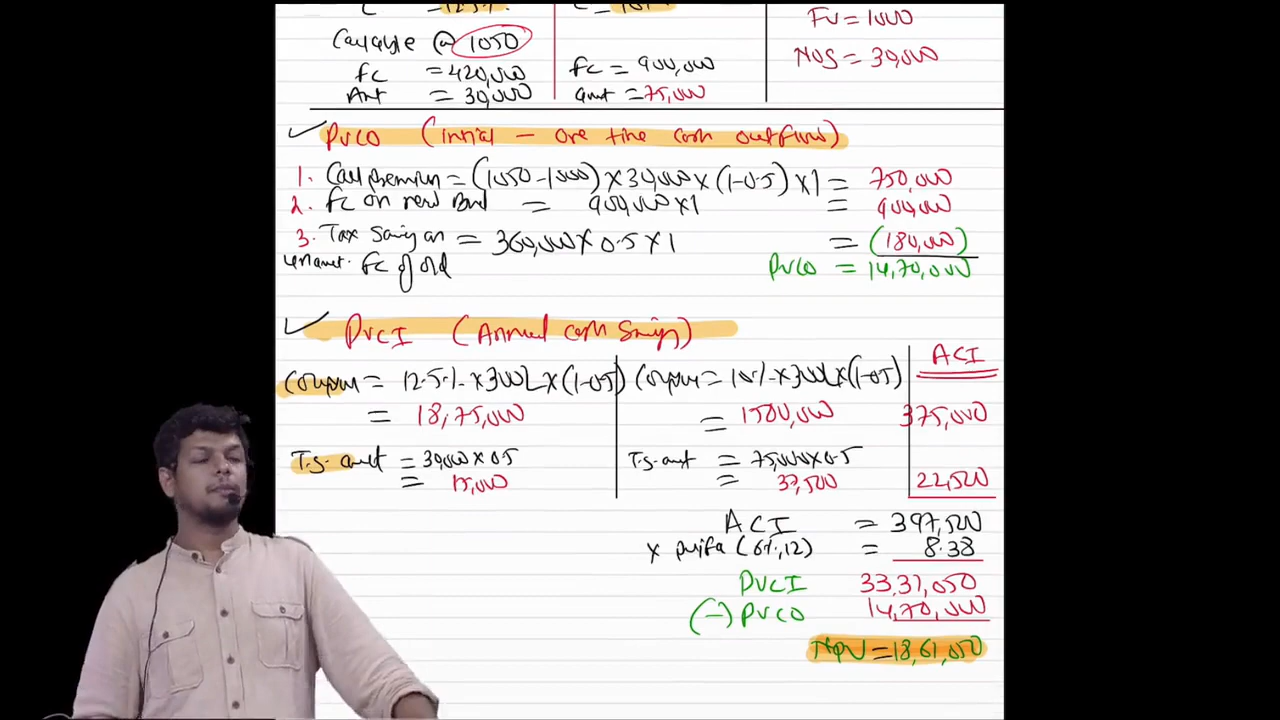 C = 12.5%
C = 10%
FV = 1000
NOS = 30,000
Callable @ 1050
fc = 420,000
fc = 900,000
Amt = 30,000
amt = 75,000
PVCO (initial - one time cash outflow)
1. Call premium = (1050-1000) x 30,000 x (1-0.5) x 1 = 750,000
2. fc on new Bond = 900,000 x 1 = 900,000
3. Tax saving on = 360,000 x 0.5 x 1 = (180,000)
unamort. fc of old
PVCO = 14,70,000
PVCI (Annual cash savings)
ACI
Coupon = 12.5% x 300L x (1-0.5)
Coupon = 10% x 300L x (1-0.5)
= 18,75,000
= 1500,000
375,000
T.S. amt = 30,000 x 0.5
T.S. amt = 75,000 x 0.5
= 15,000
= 37,500
22,500
ACI = 397,500
x pvifa (6%, 12) = 8.38
PVCI 33,31,050
(-) PVCO 14,70,000
NPV = 18,61,050